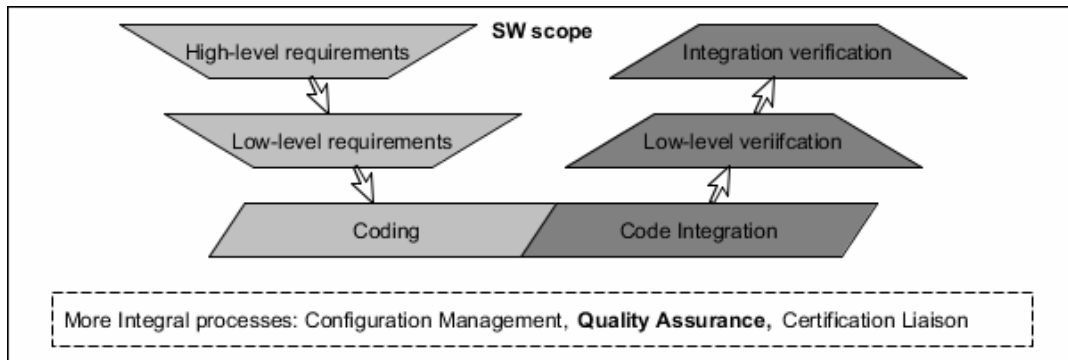 SW scope
High-level requirements
Integration verification
Low-level requirements
Low-level veriifcation
Coding
Code Integration
More Integral processes: Configuration Management, Quality Assurance, Certification Liaison